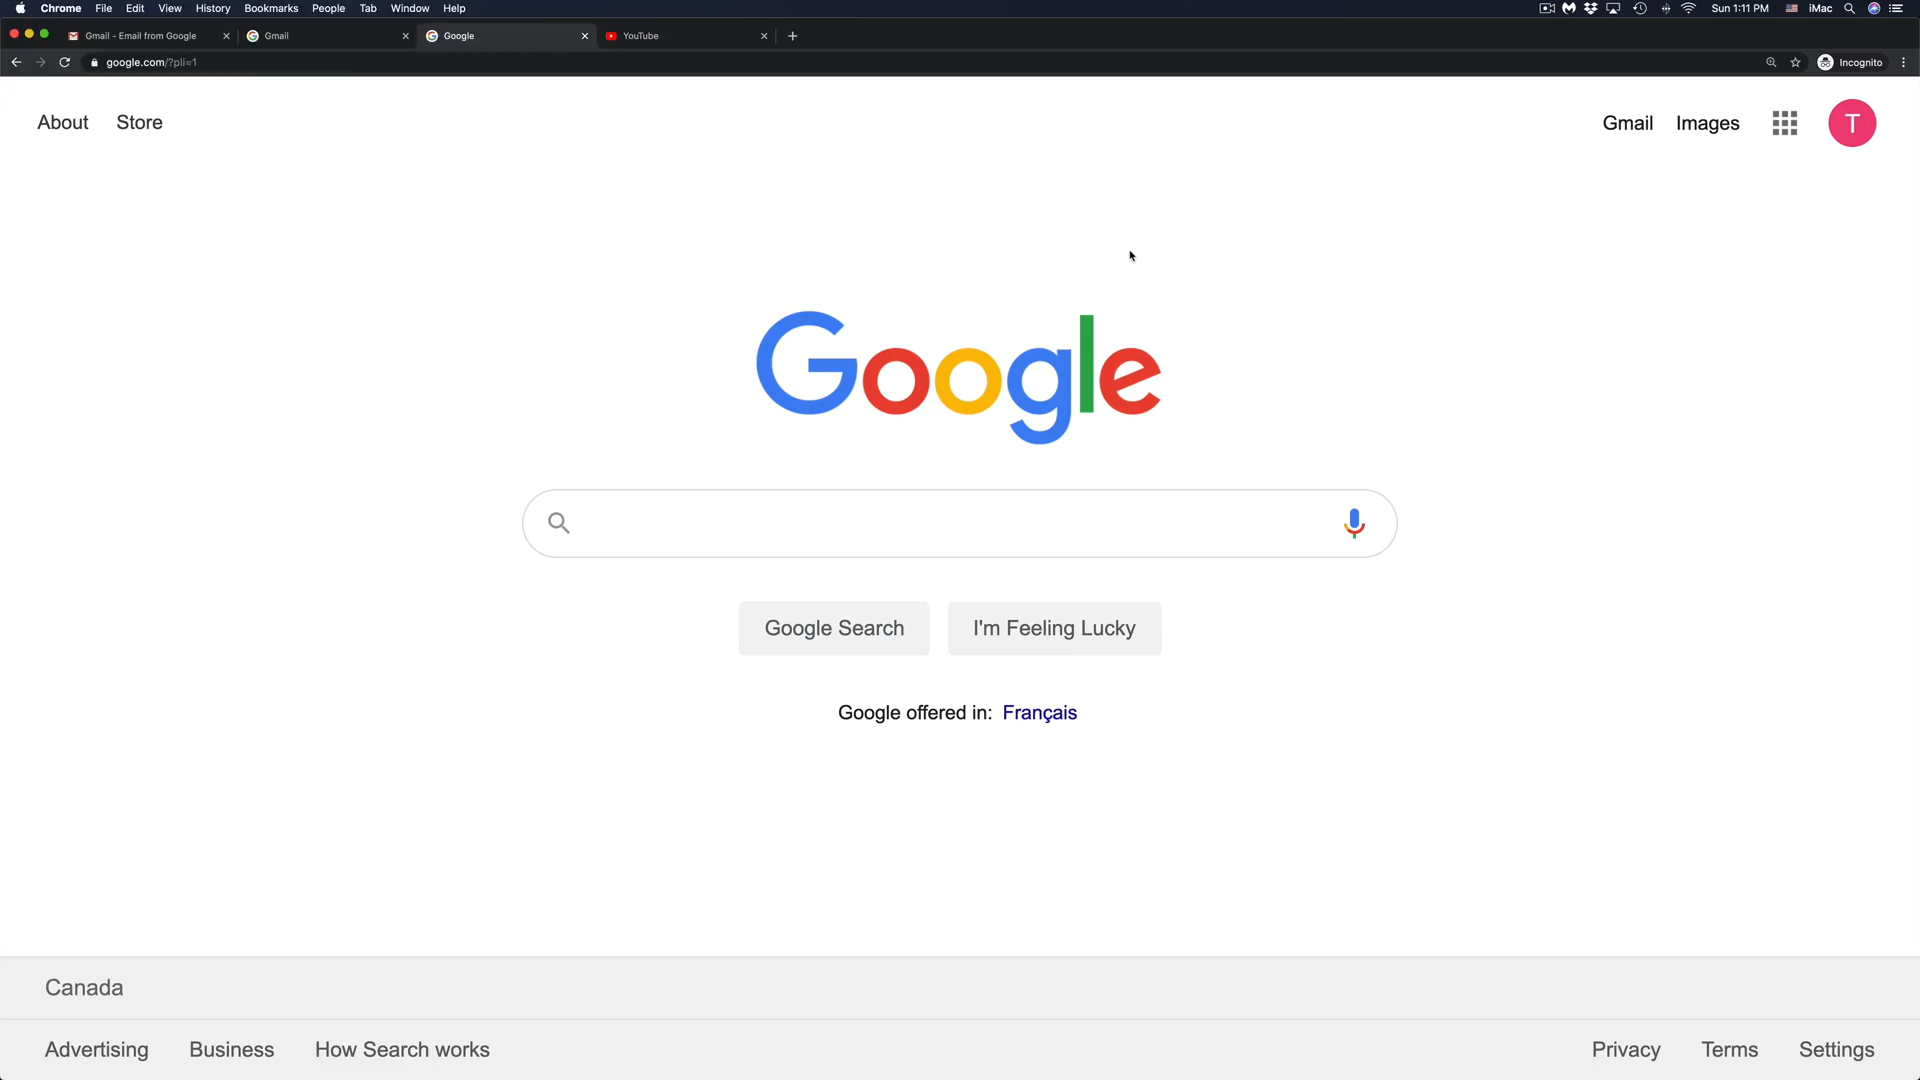 Chrome File Edit View History Bookmarks People Tab Window Help Sun 1:11 PM iMac
Gmail - Email from Google Gmail Google YouTube
google.com/?pli=1 Incognito
About Store Gmail Images T
Google
Google Search I'm Feeling Lucky
Google offered in: Français
Canada
Advertising Business How Search works Privacy Terms Settings